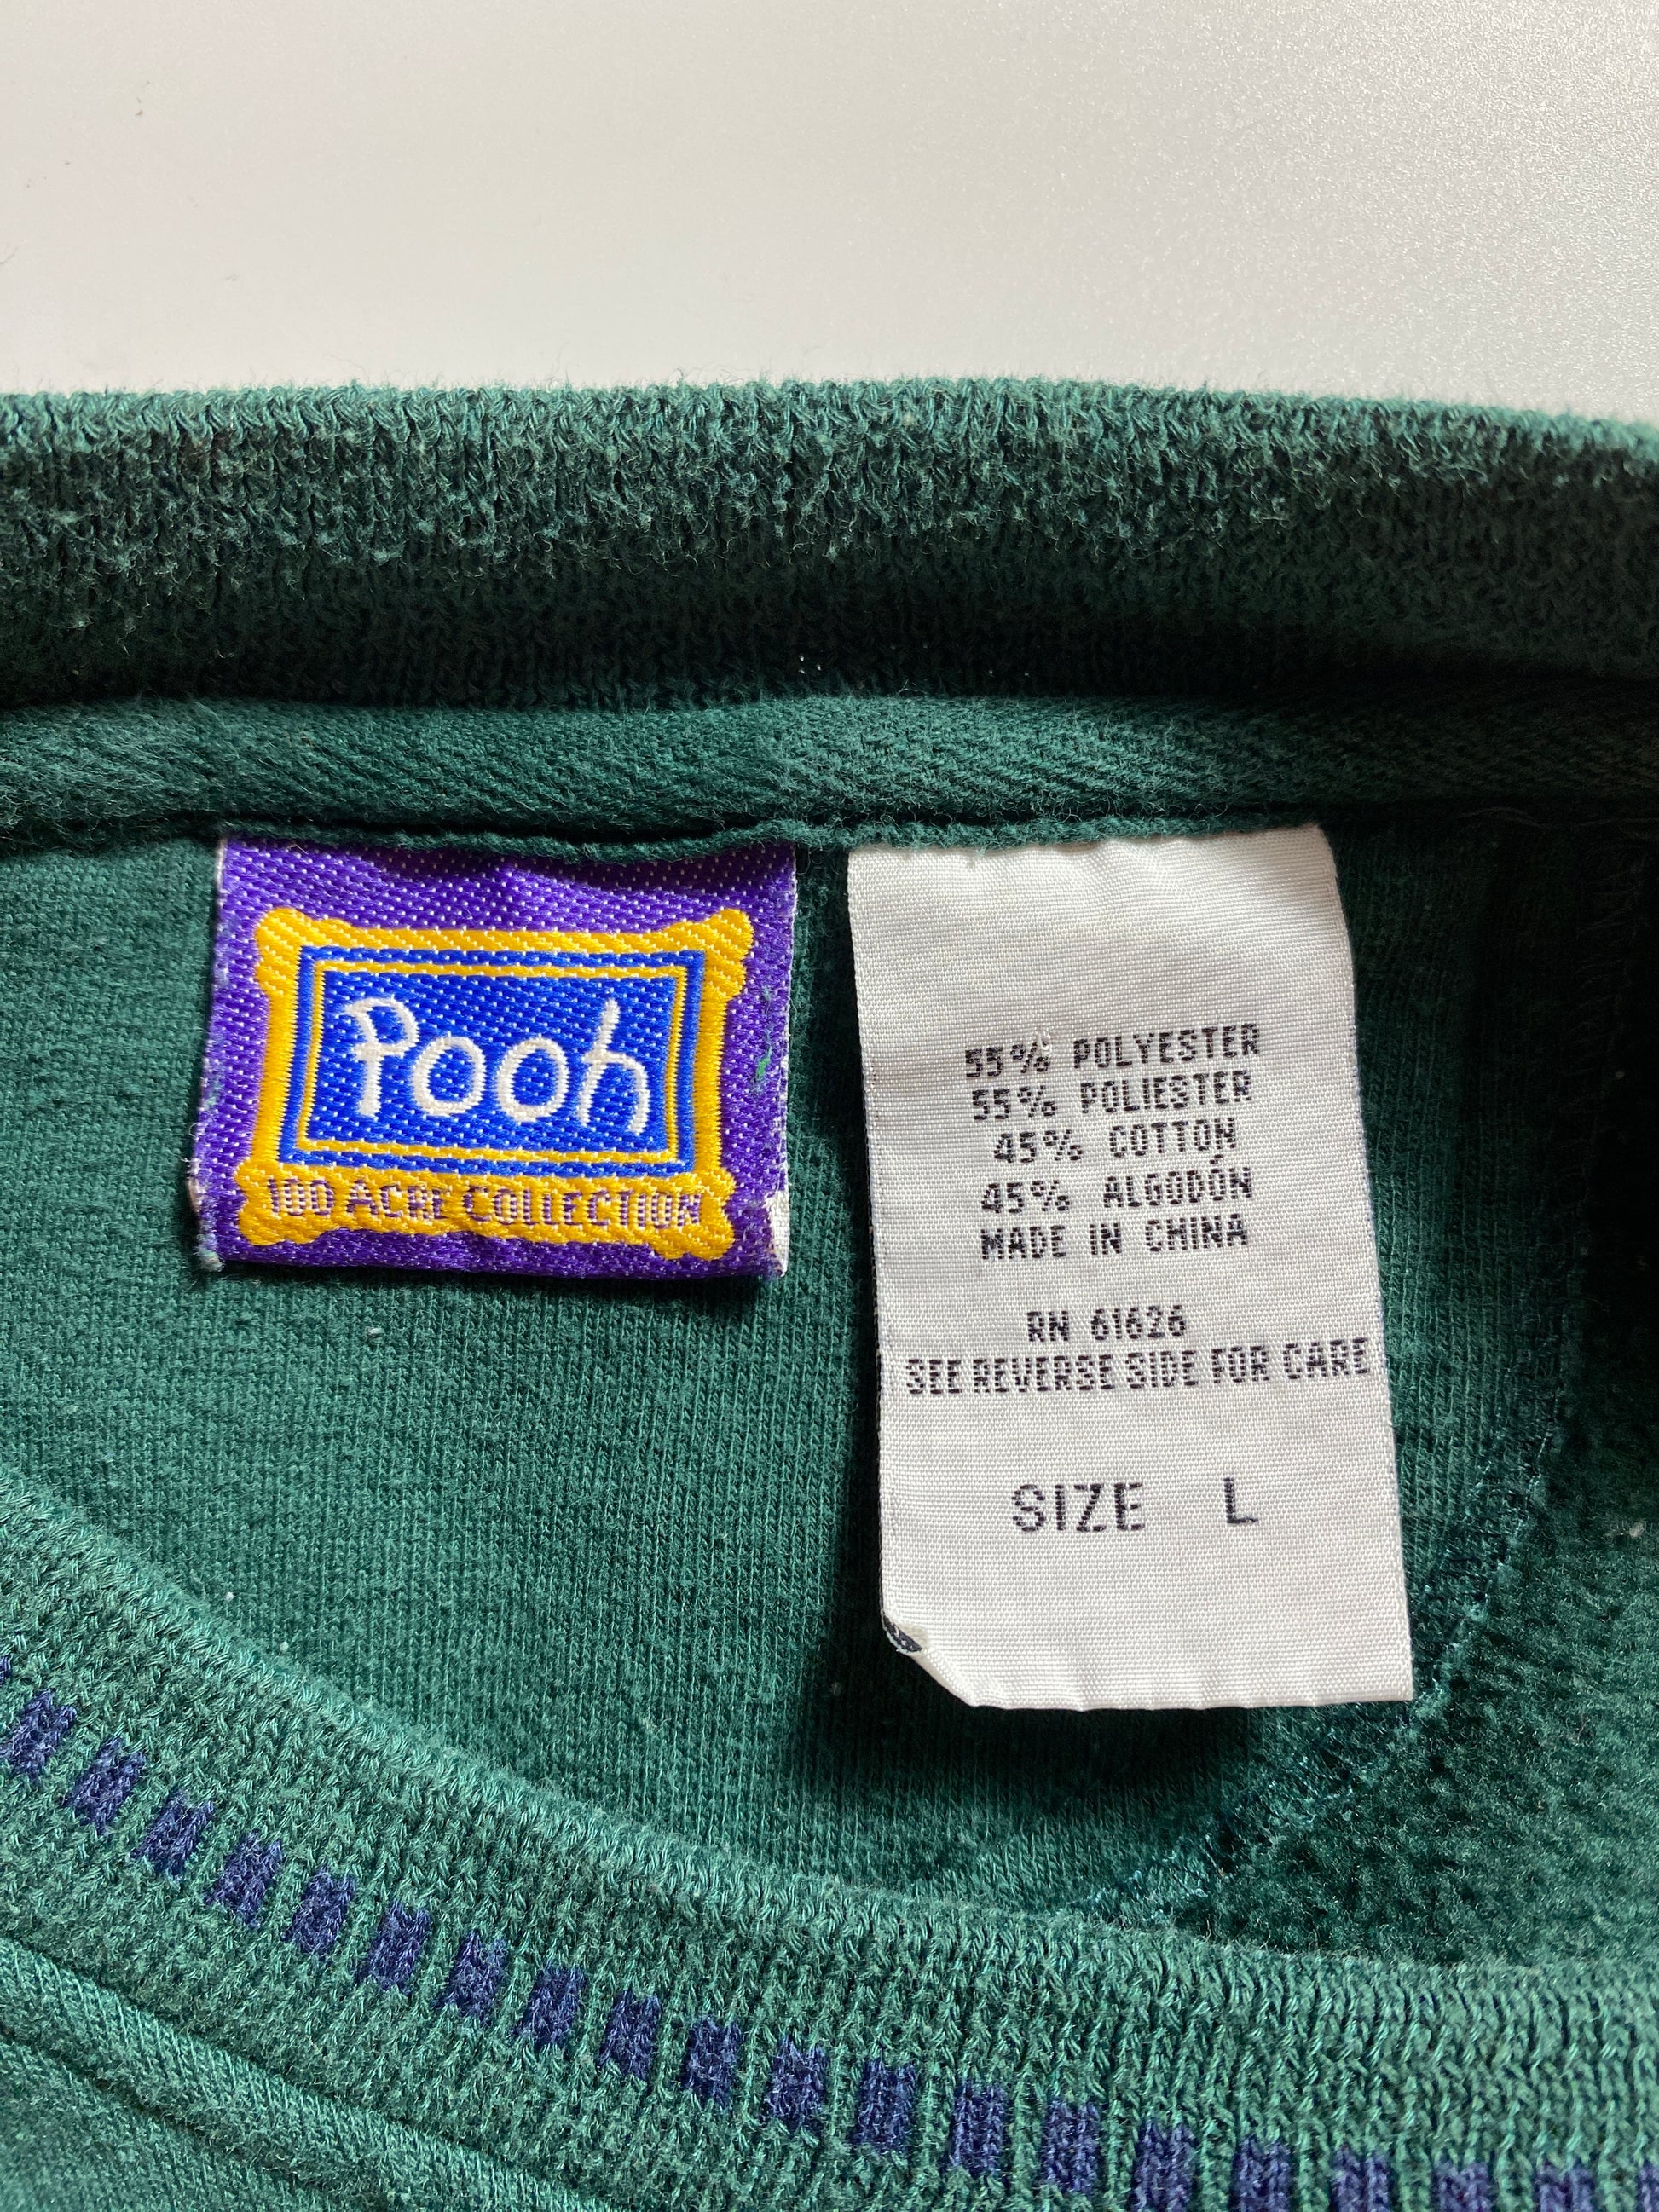 Pooh
100 ACRE COLLECTION
55% POLYESTER
55% POLIESTER
45% COTTON
45% ALGODÓN
MADE IN CHINA
RN 61626
SEE REVERSE SIDE FOR CARE
SIZE L